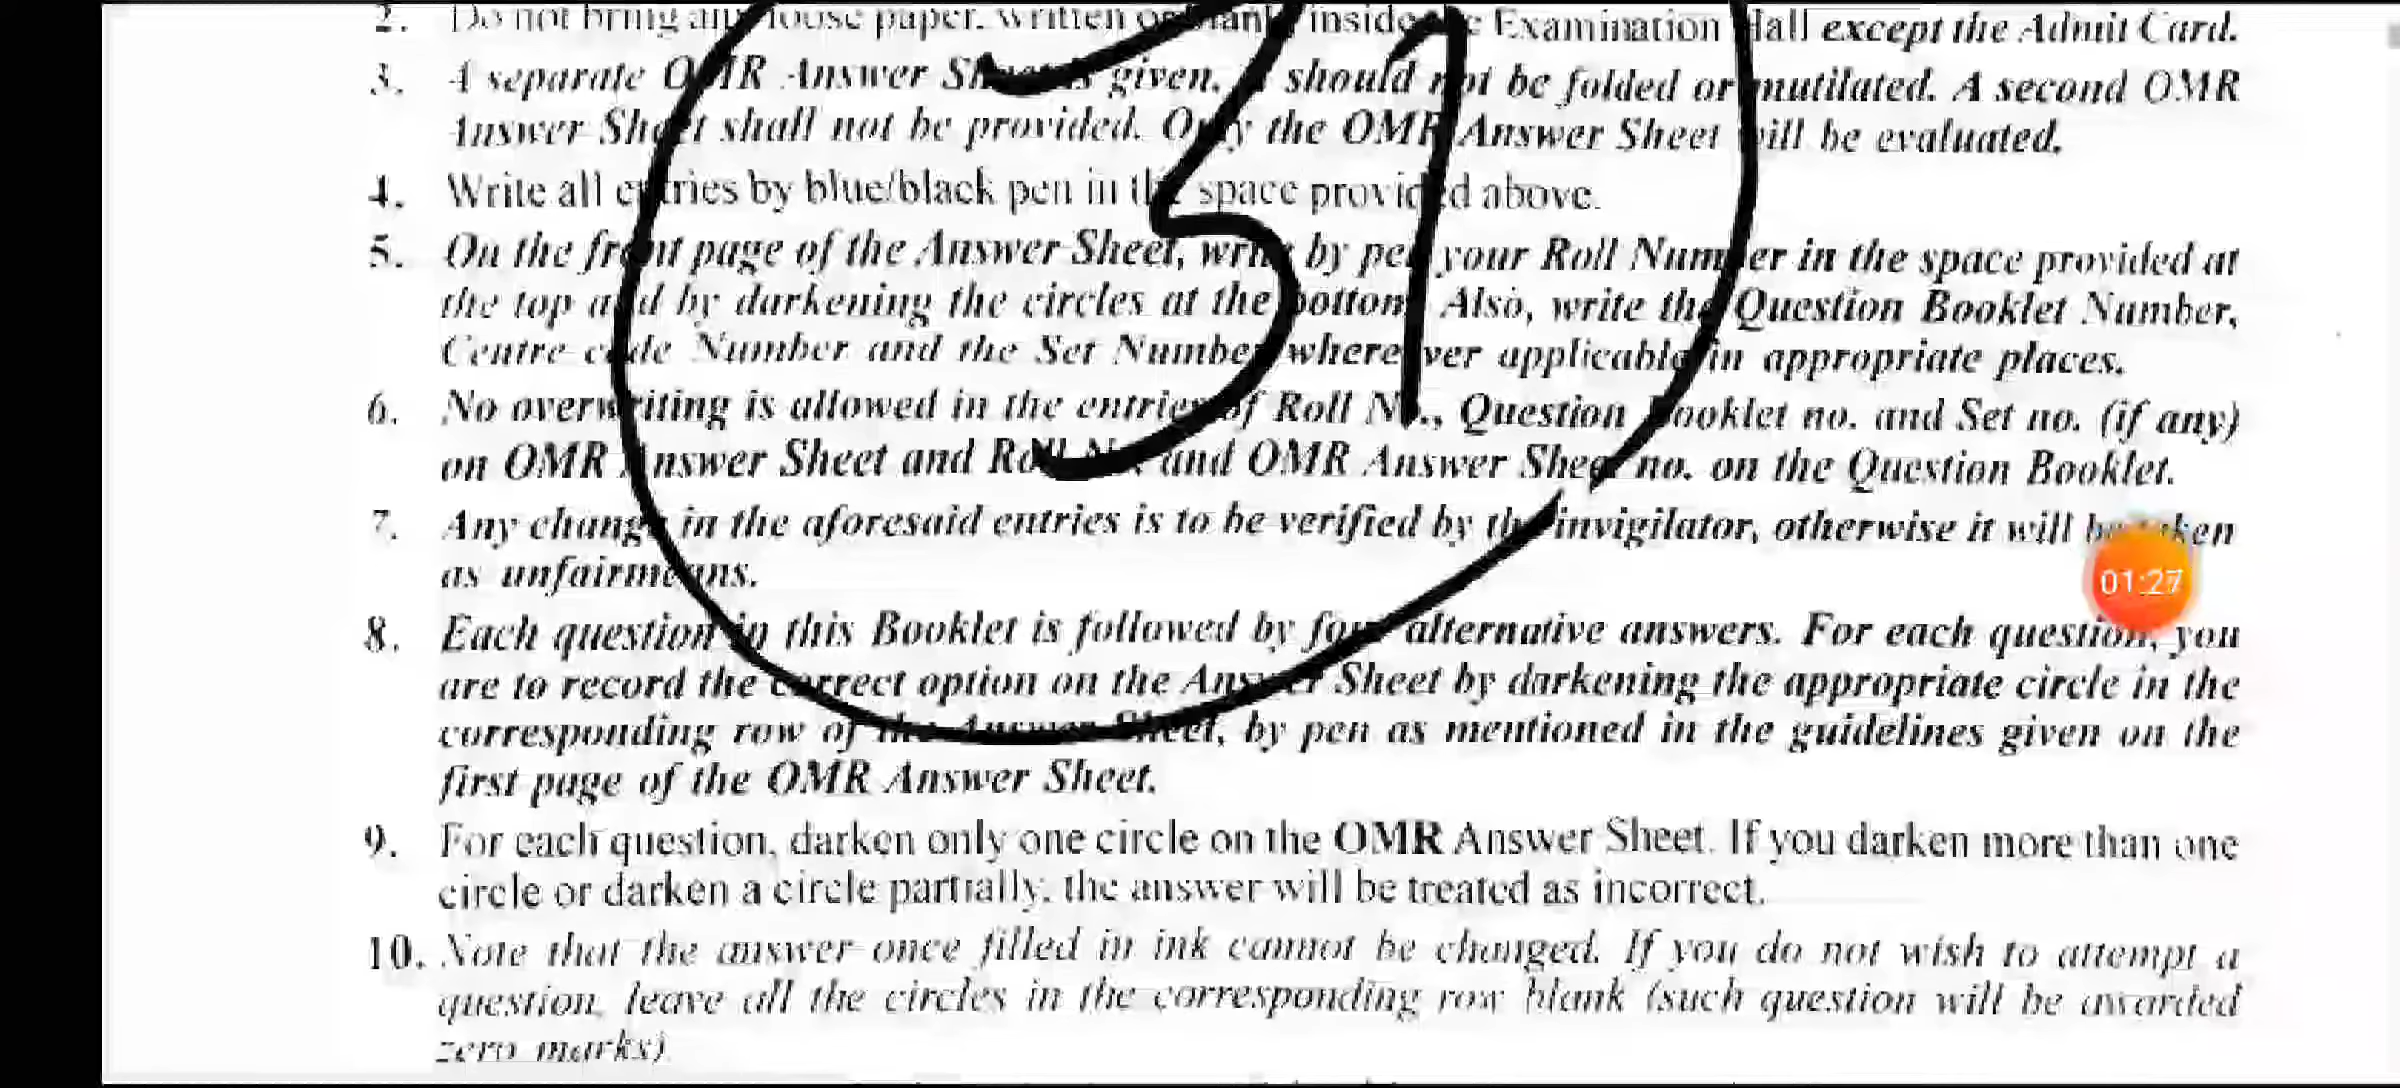 2. Do not bring any loose paper, written or blank, inside the Examination Hall except the Admit Card.
3. A separate OMR Answer Sheet is given. It should not be folded or mutilated. A second OMR
Answer Sheet shall not be provided. Only the OMR Answer Sheet will be evaluated.
4. Write all entries by blue/black pen in the space provided above.
5. On the front page of the Answer Sheet, write by pen your Roll Number in the space provided at
the top and by darkening the circles at the bottom. Also, write the Question Booklet Number,
Centre code Number and the Set Number wherever applicable in appropriate places.
6. No overwriting is allowed in the entries of Roll No., Question Booklet no. and Set no. (if any)
on OMR Answer Sheet and Roll No. and OMR Answer Sheet no. on the Question Booklet.
7. Any change in the aforesaid entries is to be verified by the invigilator, otherwise it will be taken
as unfairmeans.
8. Each question in this Booklet is followed by four alternative answers. For each question, you
are to record the correct option on the Answer Sheet by darkening the appropriate circle in the
corresponding row of the Answer Sheet, by pen as mentioned in the guidelines given on the
first page of the OMR Answer Sheet.
9. For each question, darken only one circle on the OMR Answer Sheet. If you darken more than one
circle or darken a circle partially, the answer will be treated as incorrect.
10. Note that the answer once filled in ink cannot be changed. If you do not wish to attempt a
question, leave all the circles in the corresponding row blank (such question will be awarded
zero marks)
31
01:27